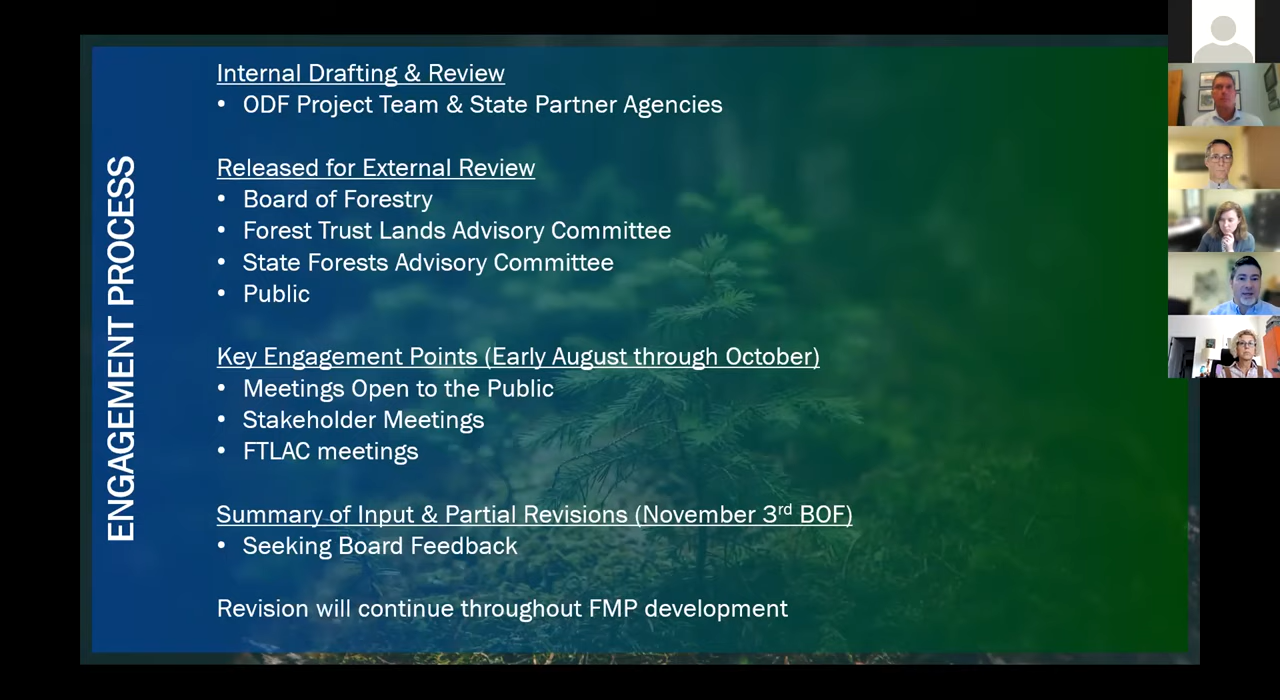 ENGAGEMENT PROCESS
Internal Drafting & Review
• ODF Project Team & State Partner Agencies
Released for External Review
• Board of Forestry
• Forest Trust Lands Advisory Committee
• State Forests Advisory Committee
• Public
Key Engagement Points (Early August through October)
• Meetings Open to the Public
• Stakeholder Meetings
• FTLAC meetings
Summary of Input & Partial Revisions (November 3rd BOF)
• Seeking Board Feedback
Revision will continue throughout FMP development